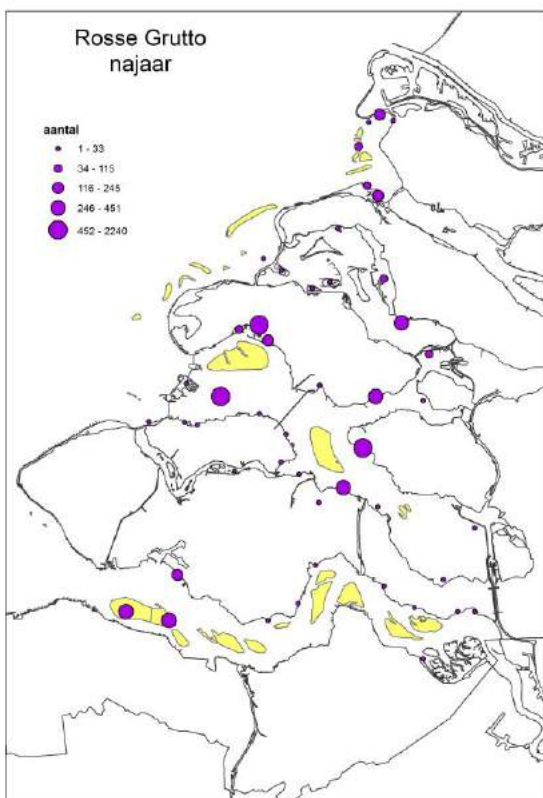 Rosse Grutto
najaar
aantal
1 - 33
34 - 115
116 - 245
246 - 451
452 - 2240